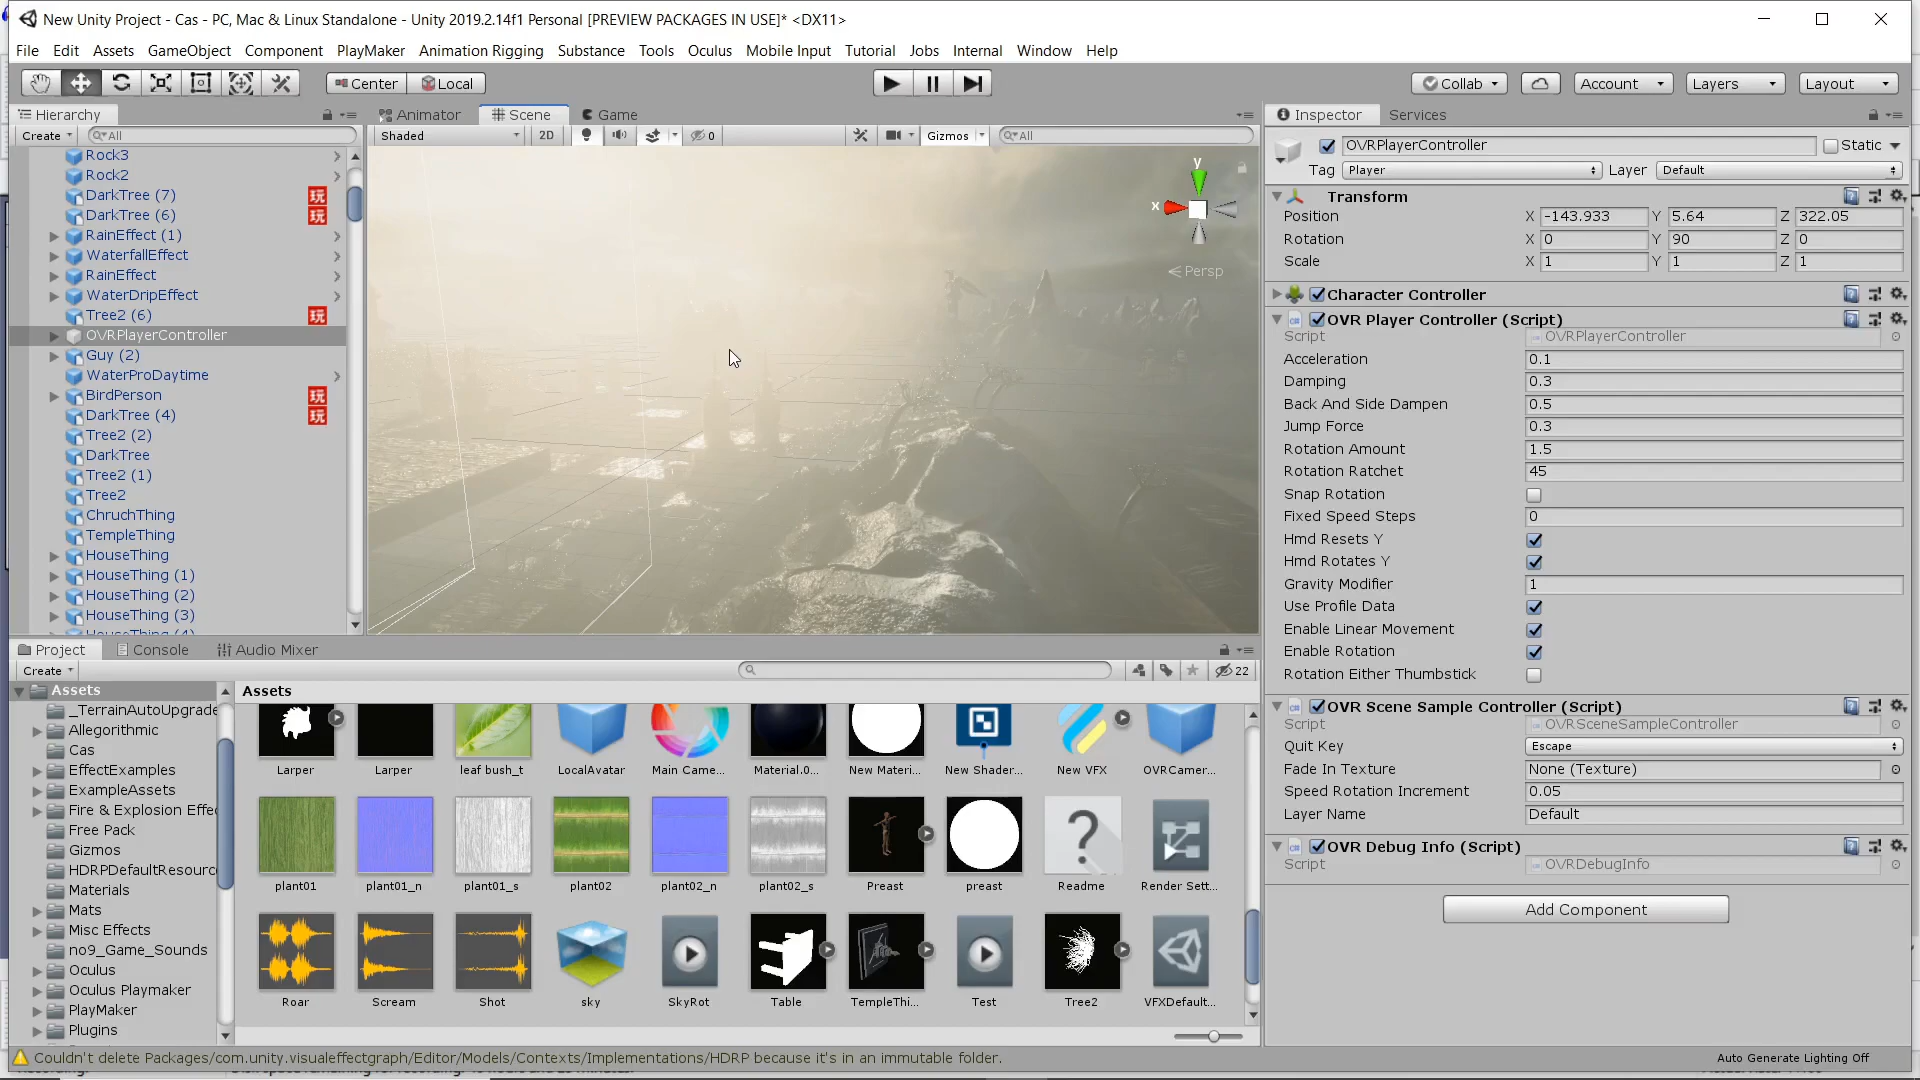 New Unity Project - Cas - PC, Mac & Linux Standalone - Unity 2019.2.14f1 Personal [PREVIEW PACKAGES IN USE]* <DX11>
File Edit Assets GameObject Component PlayMaker Animation Rigging Substance Tools Oculus Mobile Input Tutorial Jobs Internal Window Help
Center Local Collab Account Layers Layout
Hierarchy Animator Scene Game Inspector Services
Create All Shaded 2D 0 Gizmos All
Rock3
Rock2
DarkTree (7) 玩
DarkTree (6) 玩
RainEffect (1)
WaterfallEffect
RainEffect
WaterDripEffect
Tree2 (6) 玩
OVRPlayerController
Guy (2)
WaterProDaytime
BirdPerson 玩
DarkTree (4) 玩
Tree2 (2)
DarkTree
Tree2 (1)
Tree2
ChruchThing
TempleThing
HouseThing
HouseThing (1)
HouseThing (2)
HouseThing (3)
HouseThing (4)
y
x
Persp
OVRPlayerController Static
Tag Player Layer Default
Transform
Position X -143.933 Y 5.64 Z 322.05
Rotation X 0 Y 90 Z 0
Scale X 1 Y 1 Z 1
Character Controller
OVR Player Controller (Script)
Script OVRPlayerController
Acceleration 0.1
Damping 0.3
Back And Side Dampen 0.5
Jump Force 0.3
Rotation Amount 1.5
Rotation Ratchet 45
Snap Rotation
Fixed Speed Steps 0
Hmd Resets Y
Hmd Rotates Y
Gravity Modifier 1
Use Profile Data
Enable Linear Movement
Enable Rotation
Rotation Either Thumbstick
OVR Scene Sample Controller (Script)
Script OVRSceneSampleController
Quit Key Escape
Fade In Texture None (Texture)
Speed Rotation Increment 0.05
Layer Name Default
OVR Debug Info (Script)
Script OVRDebugInfo
Add Component
Project Console Audio Mixer
Create 22
Assets
_TerrainAutoUpgrade
Allegorithmic
Cas
EffectExamples
ExampleAssets
Fire & Explosion Effe
Free Pack
Gizmos
HDRPDefaultResourc
Materials
Mats
Misc Effects
no9_Game_Sounds
Oculus
Oculus Playmaker
PlayMaker
Plugins
Assets
Larper Larper leaf bush_t LocalAvatar Main Came... Material.0... New Materi... New Shader... New VFX OVRCamer...
plant01 plant01_n plant01_s plant02 plant02_n plant02_s Preast preast Readme Render Sett...
Roar Scream Shot sky SkyRot Table TempleThi... Test Tree2 VFXDefault...
Couldn't delete Packages/com.unity.visualeffectgraph/Editor/Models/Contexts/Implementations/HDRP because it's in an immutable folder.
Auto Generate Lighting Off